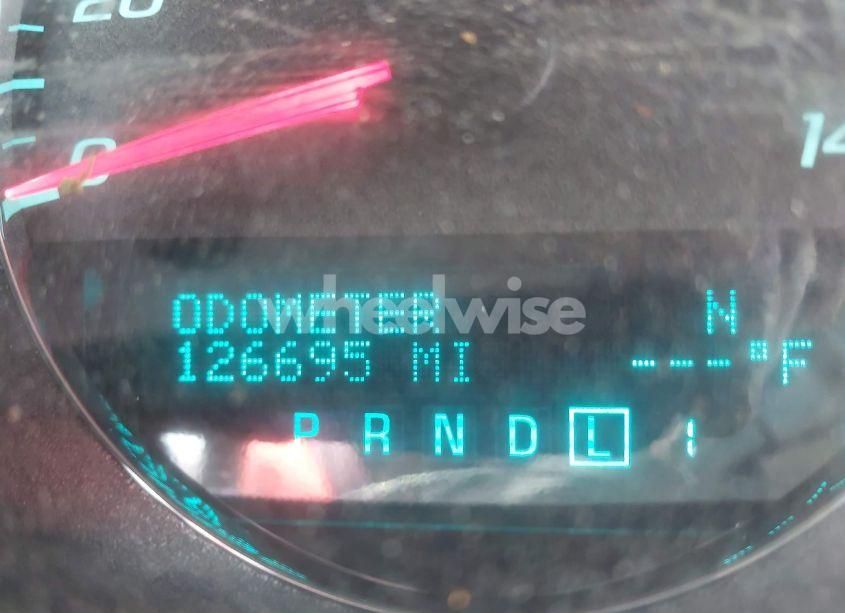 20
0
14
wheelwise
ODOMETER N
126695 MI ---°F
P R N D L 1